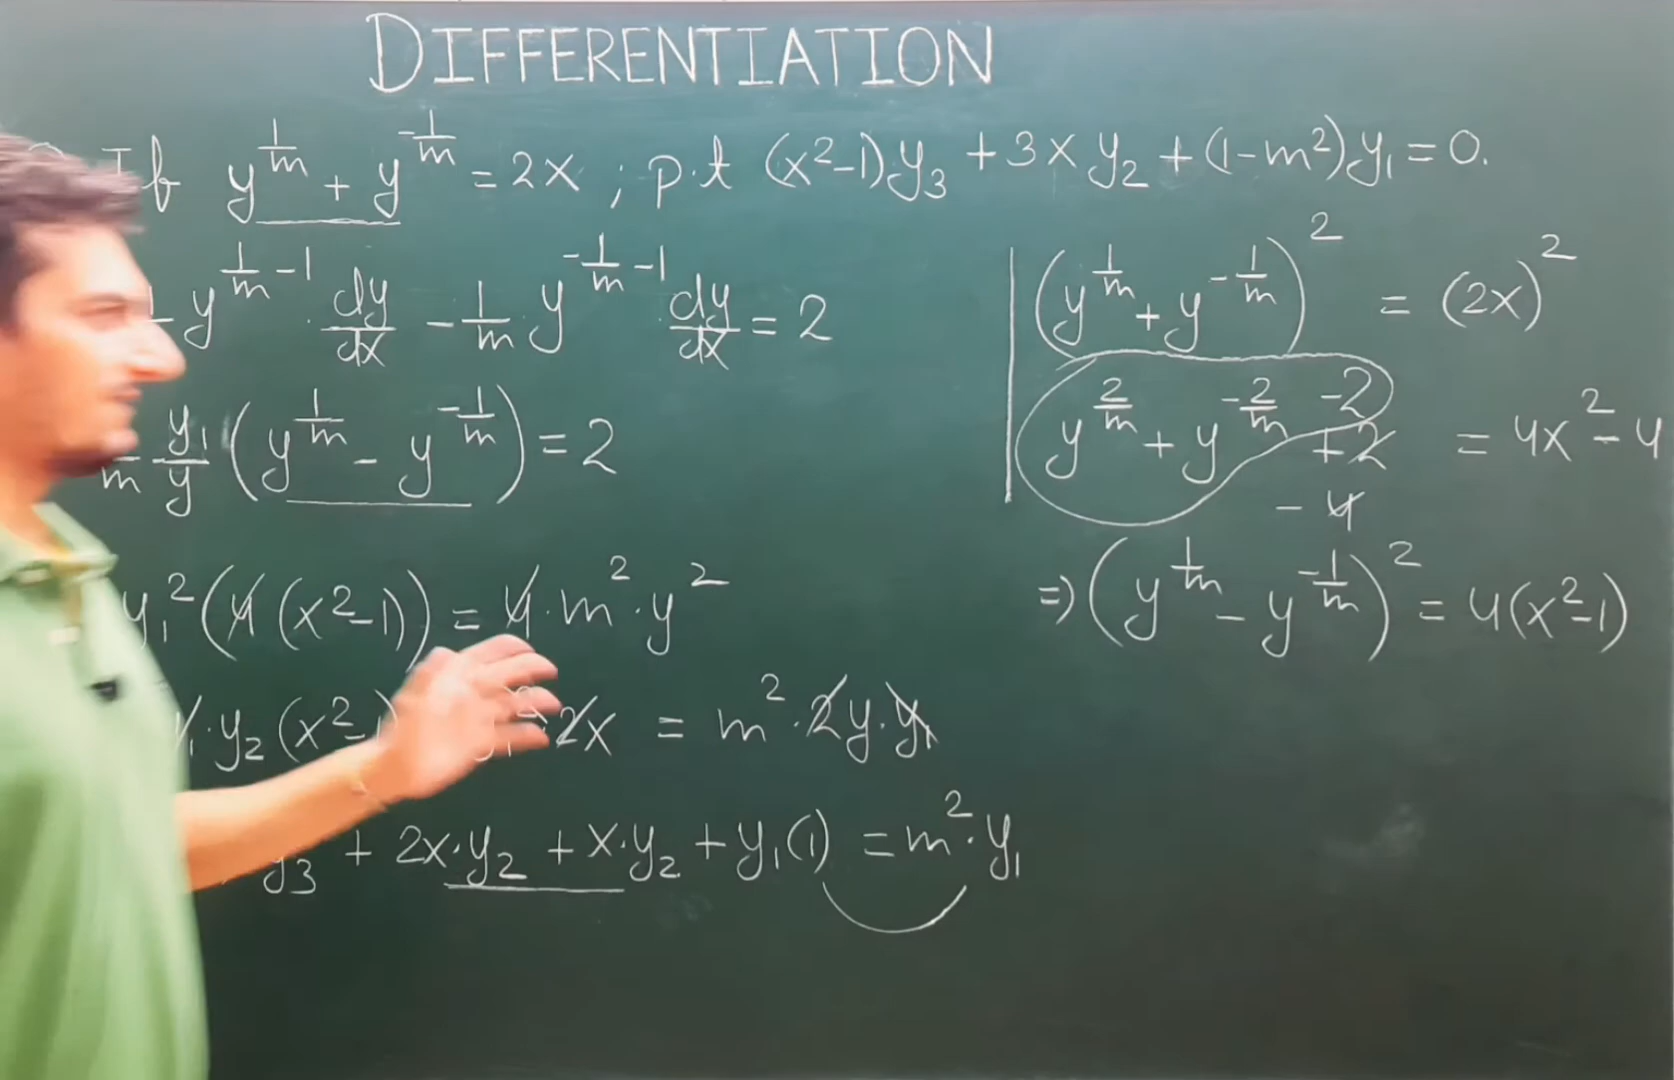 DIFFERENTIATION
If y^{1/m} + y^{-1/m} = 2x ; p.t (x²-1)y₃ + 3xy₂ + (1-m²)y₁ = 0.
y^{1/m - 1} · dy/dx - 1/m y^{-1/m - 1} · dy/dx = 2
m y₁/y (y^{1/m} - y^{-1/m}) = 2
y₁² (4(x²-1)) = 4·m²·y²
·y₂(x²- 2x = m²·2y·y₁
y₃ + 2x·y₂ + x·y₂ + y₁(1) = m²·y₁
(y^{1/m} + y^{-1/m})² = (2x)²
y^{2/m} + y^{-2/m} +2 -2 = 4x² - 4
- 4
⇒ (y^{1/m} - y^{-1/m})² = 4(x²-1)